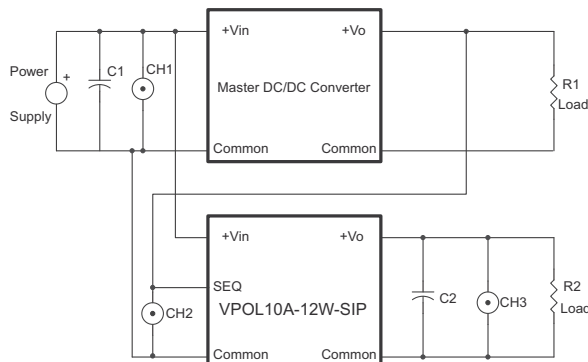 +Vin
+Vo
Power
+
C1
CH1
Master DC/DC Converter
R1
Supply
Load
Common
Common
+Vin
+Vo
SEQ
C2
R2
CH2
VPOL10A-12W-SIP
CH3
Load
Common
Common